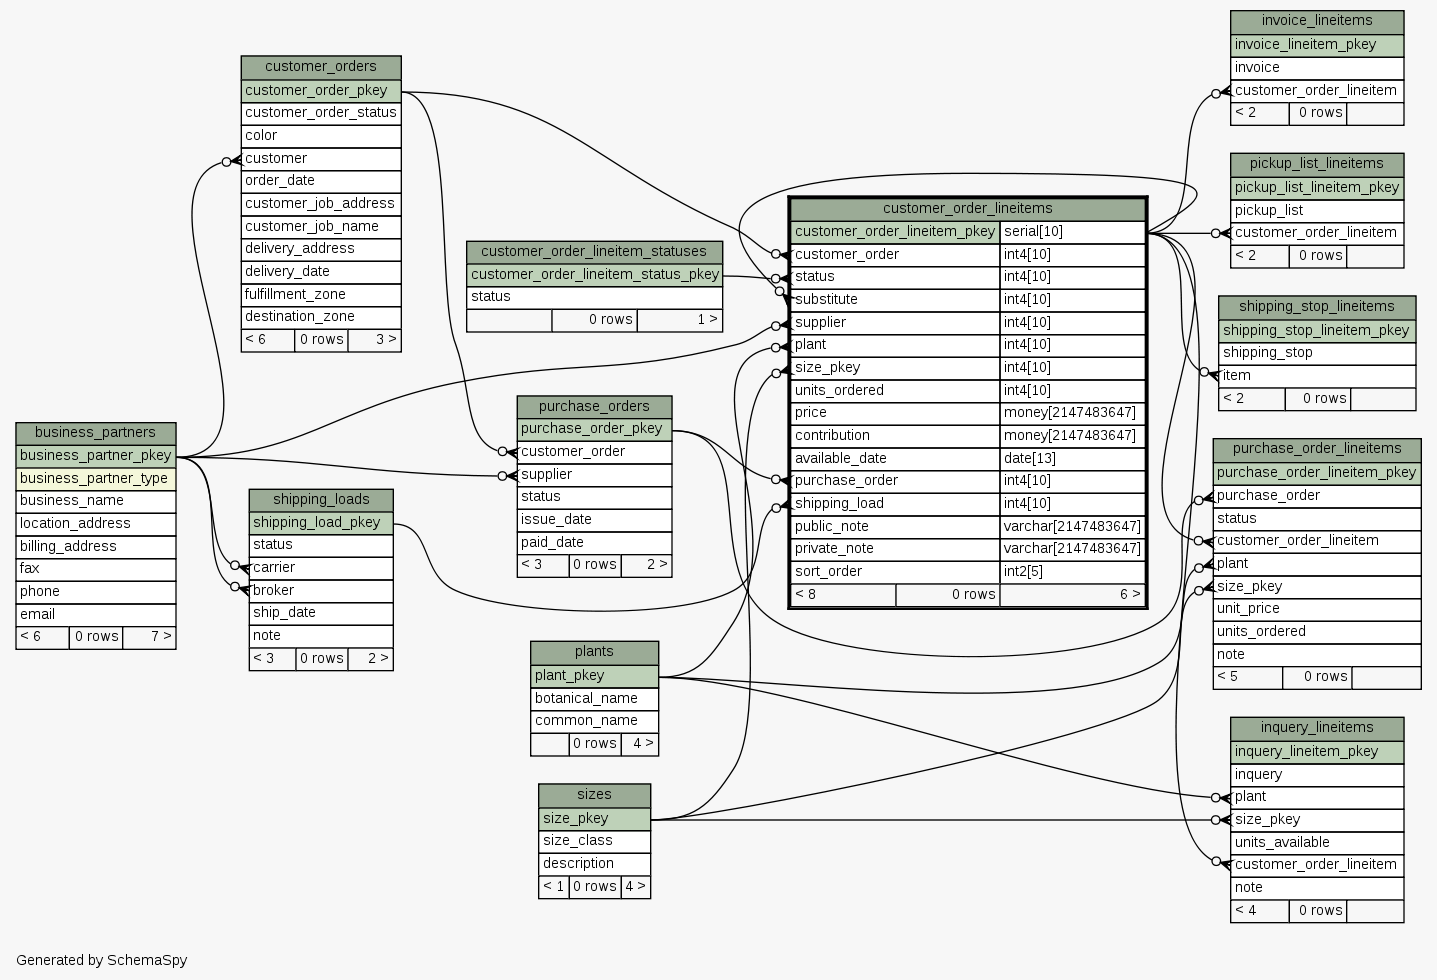 customer_orders
customer_order_pkey
customer_order_status
color
customer
order_date
customer_job_address
customer_job_name
delivery_address
delivery_date
fulfillment_zone
destination_zone
< 6 0 rows 3 >
business_partners
business_partner_pkey
business_partner_type
business_name
location_address
billing_address
fax
phone
email
< 6 0 rows 7 >
shipping_loads
shipping_load_pkey
status
carrier
broker
ship_date
note
< 3 0 rows 2 >
customer_order_lineitem_statuses
customer_order_lineitem_status_pkey
status
0 rows 1 >
purchase_orders
purchase_order_pkey
customer_order
supplier
status
issue_date
paid_date
< 3 0 rows 2 >
plants
plant_pkey
botanical_name
common_name
0 rows 4 >
sizes
size_pkey
size_class
description
< 1 0 rows 4 >
customer_order_lineitems
customer_order_lineitem_pkey serial[10]
customer_order int4[10]
status int4[10]
substitute int4[10]
supplier int4[10]
plant int4[10]
size_pkey int4[10]
units_ordered int4[10]
price money[2147483647]
contribution money[2147483647]
available_date date[13]
purchase_order int4[10]
shipping_load int4[10]
public_note varchar[2147483647]
private_note varchar[2147483647]
sort_order int2[5]
< 8 0 rows 6 >
invoice_lineitems
invoice_lineitem_pkey
invoice
customer_order_lineitem
< 2 0 rows
pickup_list_lineitems
pickup_list_lineitem_pkey
pickup_list
customer_order_lineitem
< 2 0 rows
shipping_stop_lineitems
shipping_stop_lineitem_pkey
shipping_stop
item
< 2 0 rows
purchase_order_lineitems
purchase_order_lineitem_pkey
purchase_order
status
customer_order_lineitem
plant
size_pkey
unit_price
units_ordered
note
< 5 0 rows
inquery_lineitems
inquery_lineitem_pkey
inquery
plant
size_pkey
units_available
customer_order_lineitem
note
< 4 0 rows
Generated by SchemaSpy